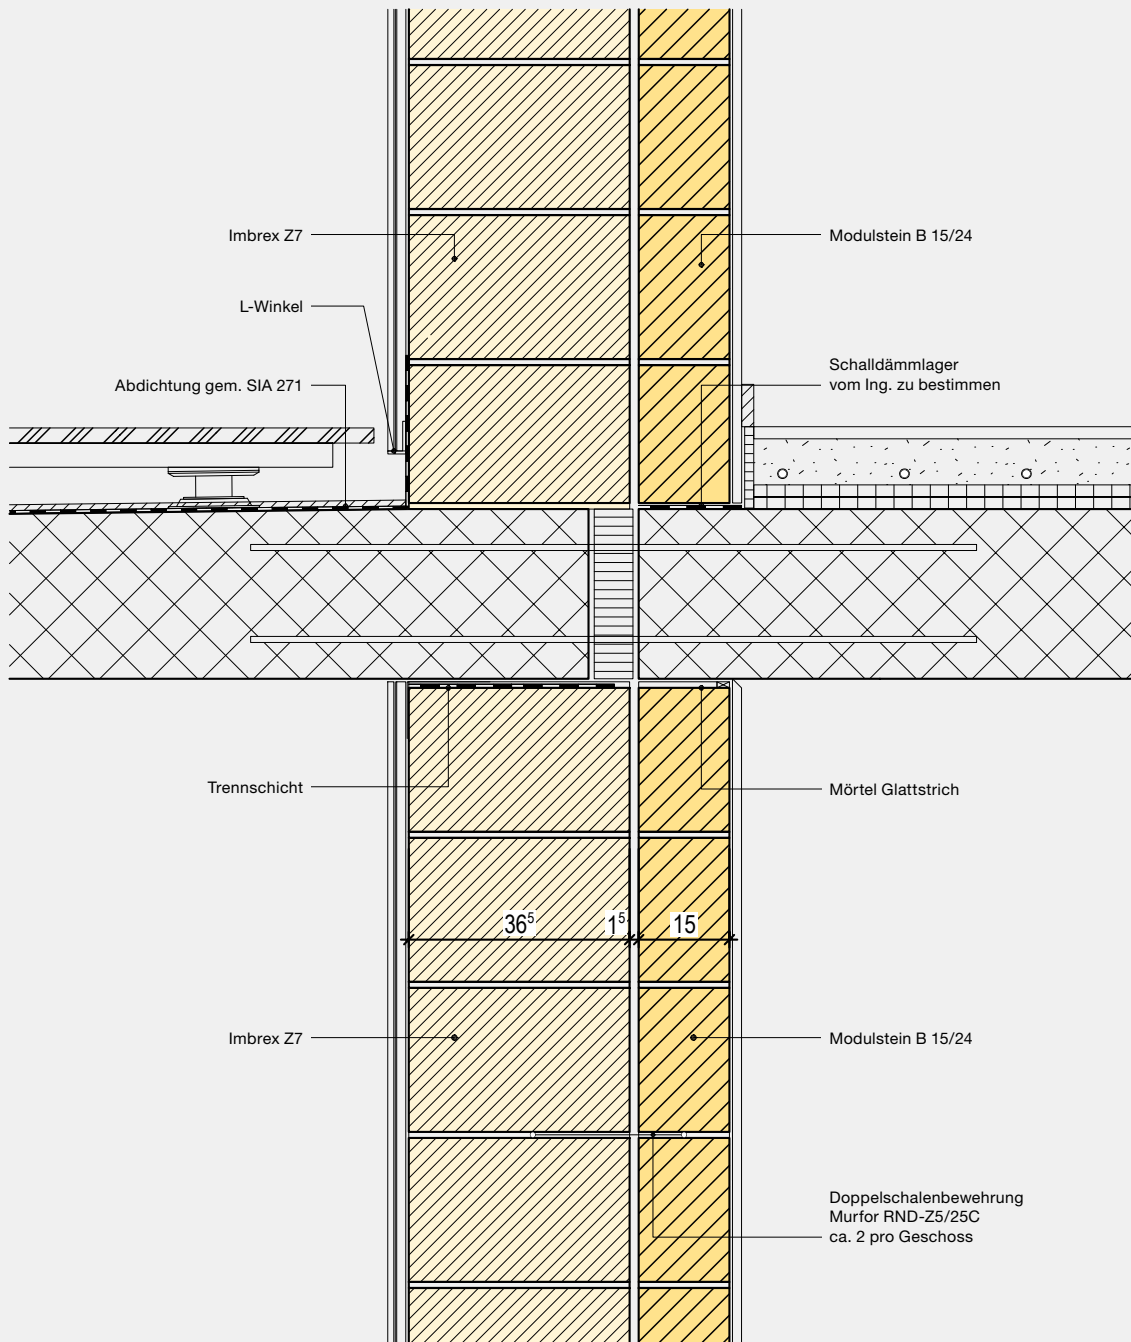 Imbrex Z7
Modulstein B 15/24
L-Winkel
Schalldämmlager
vom Ing. zu bestimmen
Abdichtung gem. SIA 271
Trennschicht
Mörtel Glattstrich
36⁵
1⁵
15
Imbrex Z7
Modulstein B 15/24
Doppelschalenbewehrung
Murfor RND-Z5/25C
ca. 2 pro Geschoss